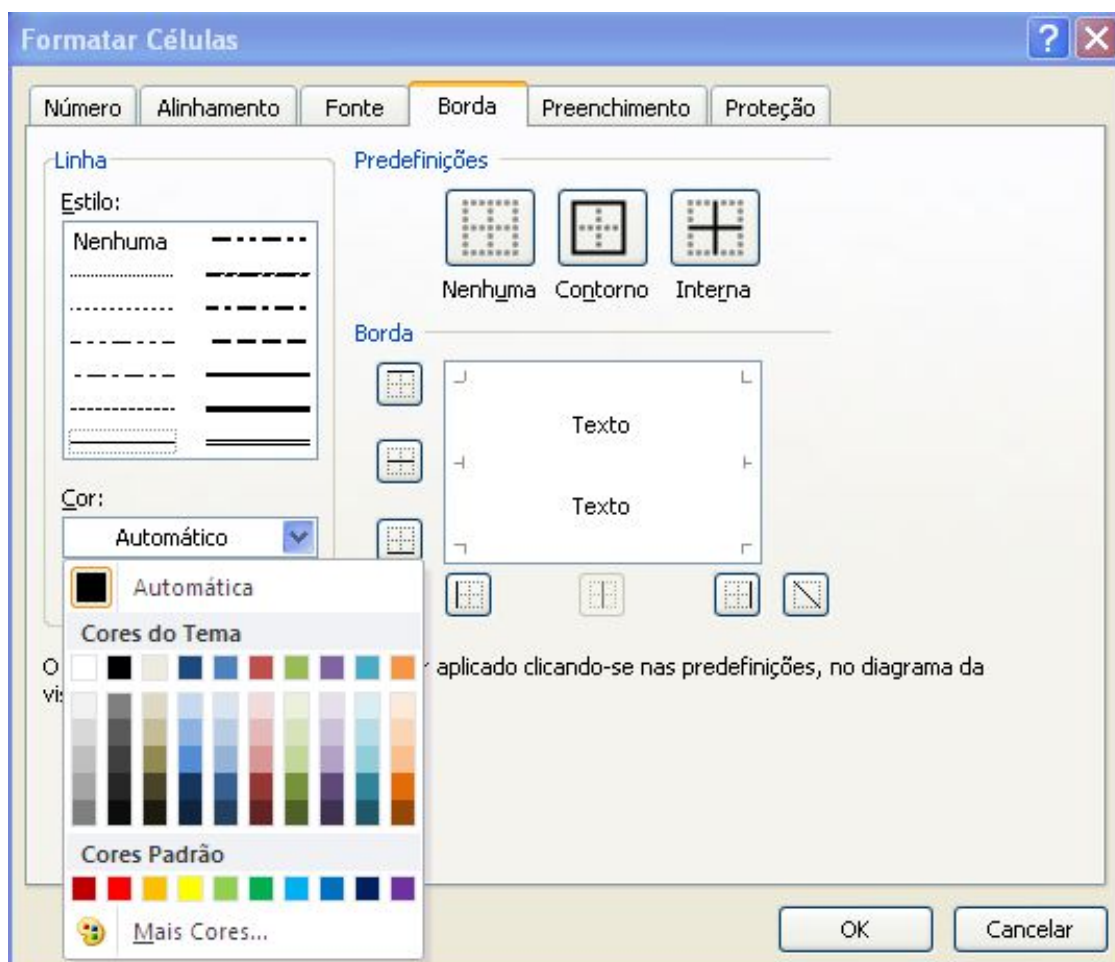 Formatar Células
Número Alinhamento Fonte Borda Preenchimento Proteção
Linha
Estilo:
Nenhuma
Cor:
Automático
Automática
Cores do Tema
Cores Padrão
Mais Cores...
Predefinições
Nenhuma Contorno Interna
Borda
Texto
Texto
O
aplicado clicando-se nas predefinições, no diagrama da
OK Cancelar